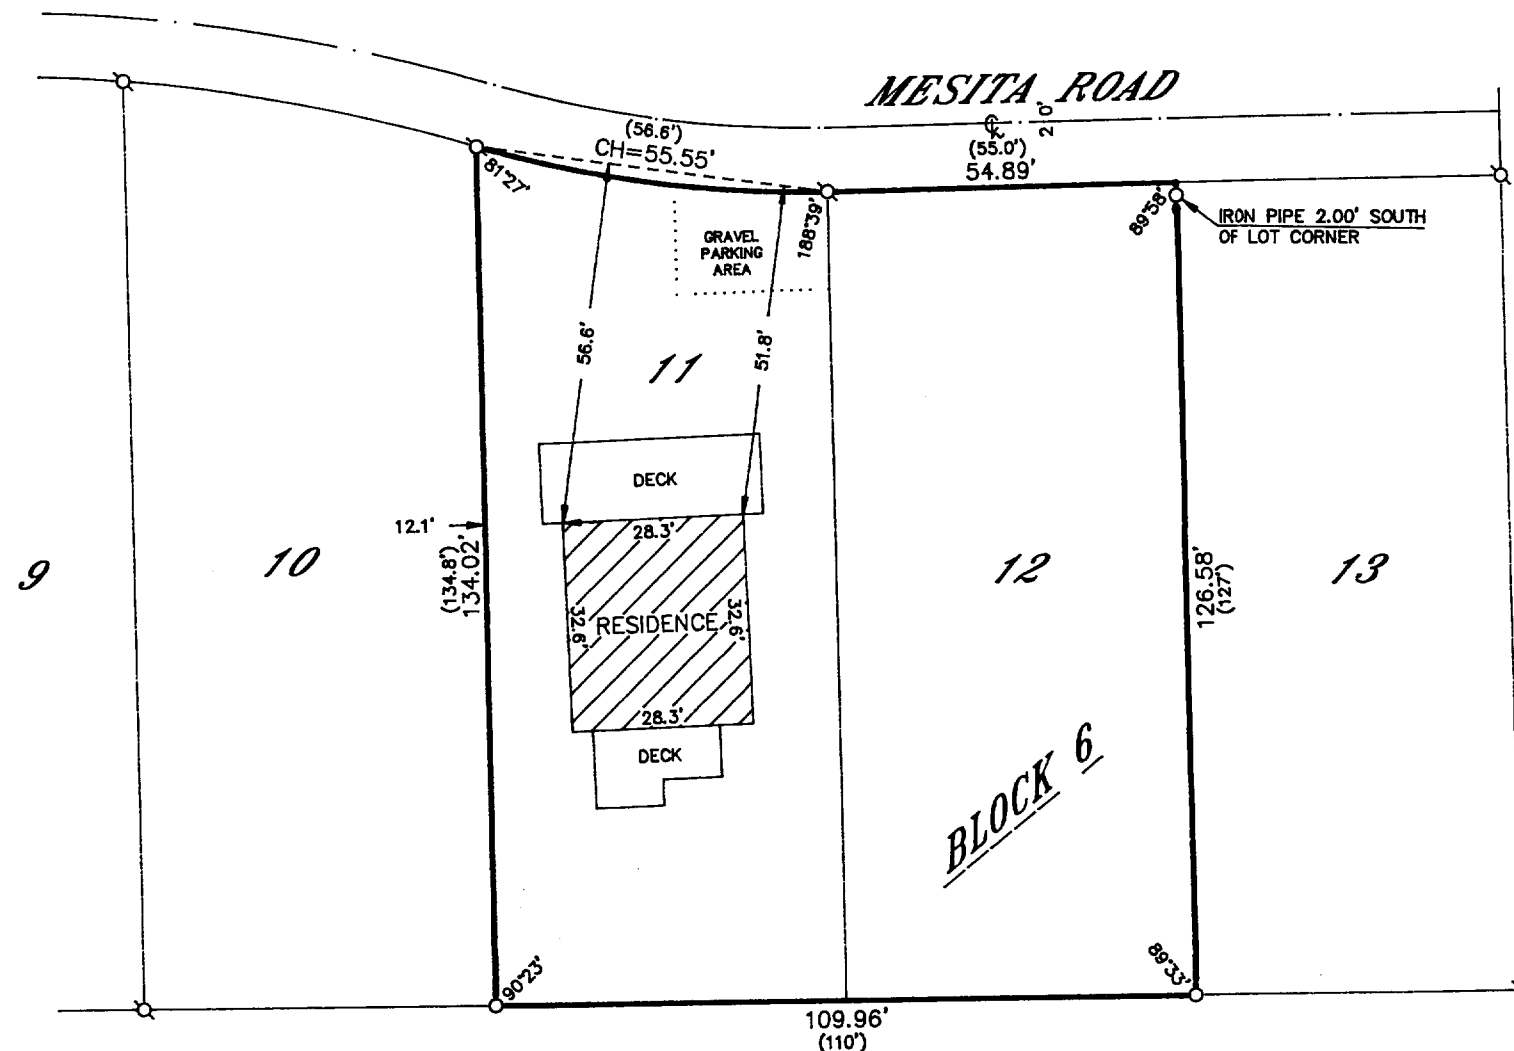 MESITA ROAD
(56.6')
CH=55.55'
℄
20'
(55.0')
54.89'
81°27'
188°39'
89°58'
IRON PIPE 2.00' SOUTH
OF LOT CORNER
GRAVEL
PARKING
AREA
56.6'
51.8'
11
DECK
12.1'
28.3'
(134.8')
134.02'
9
10
12
13
32.6'
RESIDENCE
32.6'
126.58'
(127')
28.3'
DECK
BLOCK 6
90°23'
89°33'
109.96'
(110')